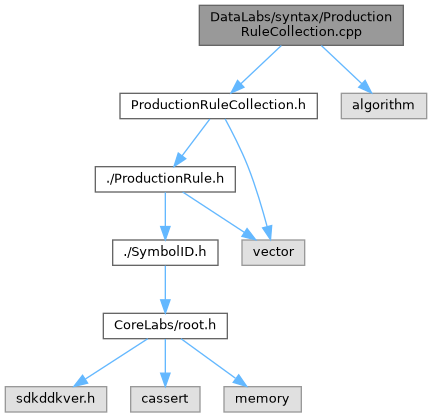 DataLabs/syntax/Production
RuleCollection.cpp
ProductionRuleCollection.h
algorithm
./ProductionRule.h
./SymbolID.h
vector
CoreLabs/root.h
sdkddkver.h
cassert
memory